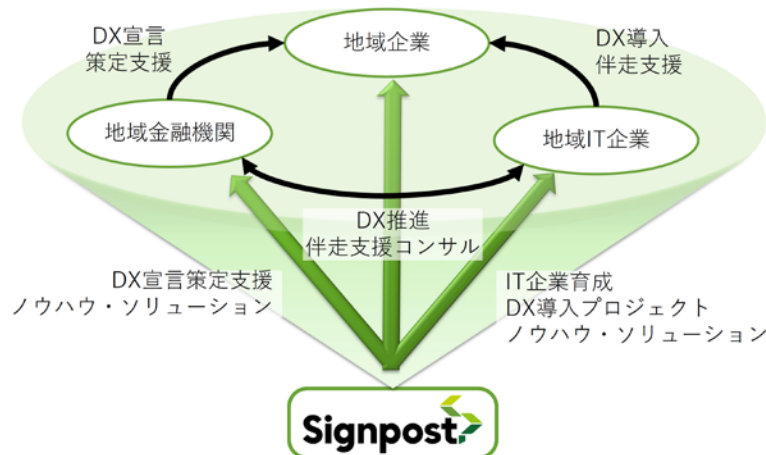 DX宣言
策定支援
地域企業
DX導入
伴走支援
地域金融機関
地域IT企業
DX推進
伴走支援コンサル
DX宣言策定支援
ノウハウ・ソリューション
IT企業育成
DX導入プロジェクト
ノウハウ・ソリューション
Signpost